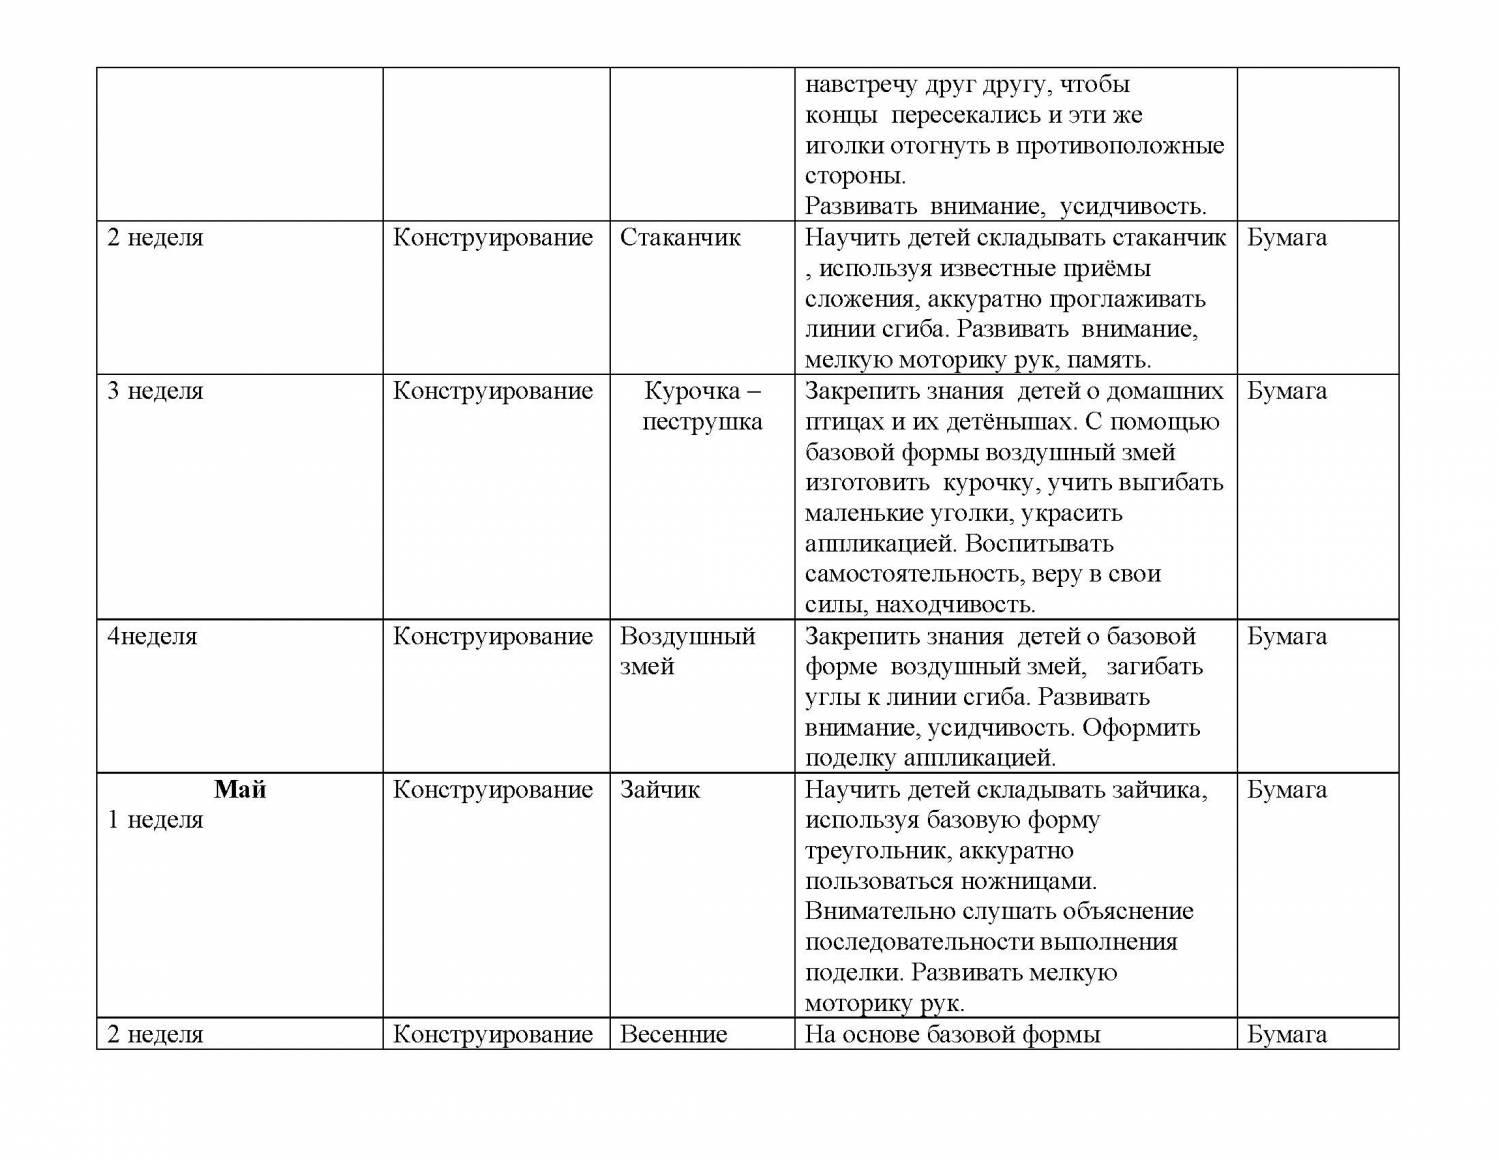 навстречу друг другу, чтобы
концы пересекались и эти же
иголки отогнуть в противоположные
стороны.
Развивать внимание, усидчивость.
2 неделя
Конструирование
Стаканчик
Научить детей складывать стаканчик
, используя известные приёмы
сложения, аккуратно проглаживать
линии сгиба. Развивать внимание,
мелкую моторику рук, память.
Бумага
3 неделя
Конструирование
Курочка –
пеструшка
Закрепить знания детей о домашних
птицах и их детёнышах. С помощью
базовой формы воздушный змей
изготовить курочку, учить выгибать
маленькие уголки, украсить
аппликацией. Воспитывать
самостоятельность, веру в свои
силы, находчивость.
Бумага
4неделя
Конструирование
Воздушный
змей
Закрепить знания детей о базовой
форме воздушный змей, загибать
углы к линии сгиба. Развивать
внимание, усидчивость. Оформить
поделку аппликацией.
Бумага
Май
1 неделя
Конструирование
Зайчик
Научить детей складывать зайчика,
используя базовую форму
треугольник, аккуратно
пользоваться ножницами.
Внимательно слушать объяснение
последовательности выполнения
поделки. Развивать мелкую
моторику рук.
Бумага
2 неделя
Конструирование
Весенние
На основе базовой формы
Бумага